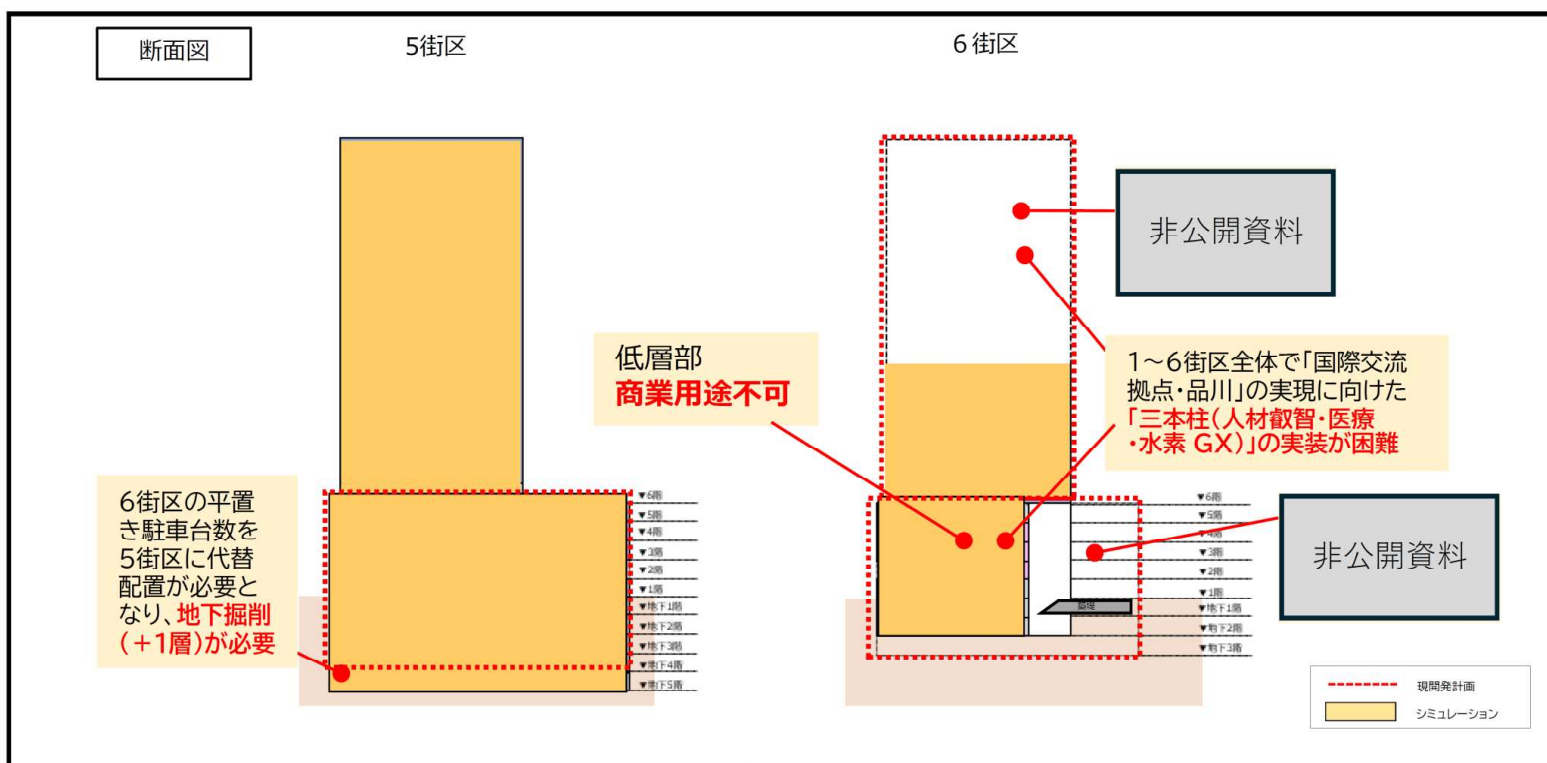 断面図
5街区
6街区
非公開資料
低層部
商業用途不可
1~6街区全体で「国際交流
拠点・品川」の実現に向けた
「三本柱(人材叡智・医療
・水素 GX)」の実装が困難
6街区の平置
き駐車台数を
5街区に代替
配置が必要と
なり、地下掘削
(+1層)が必要
▼6階
▼5階
▼4階
▼3階
▼2階
▼1階
▼地下1階
▼地下2階
▼地下3階
▼地下4階
▼地下5階
▼6階
▼5階
▼4階
▼3階
▼2階
▼1階
▼地下1階
▼地下2階
▼地下3階
築堤
非公開資料
現開発計画
シミュレーション